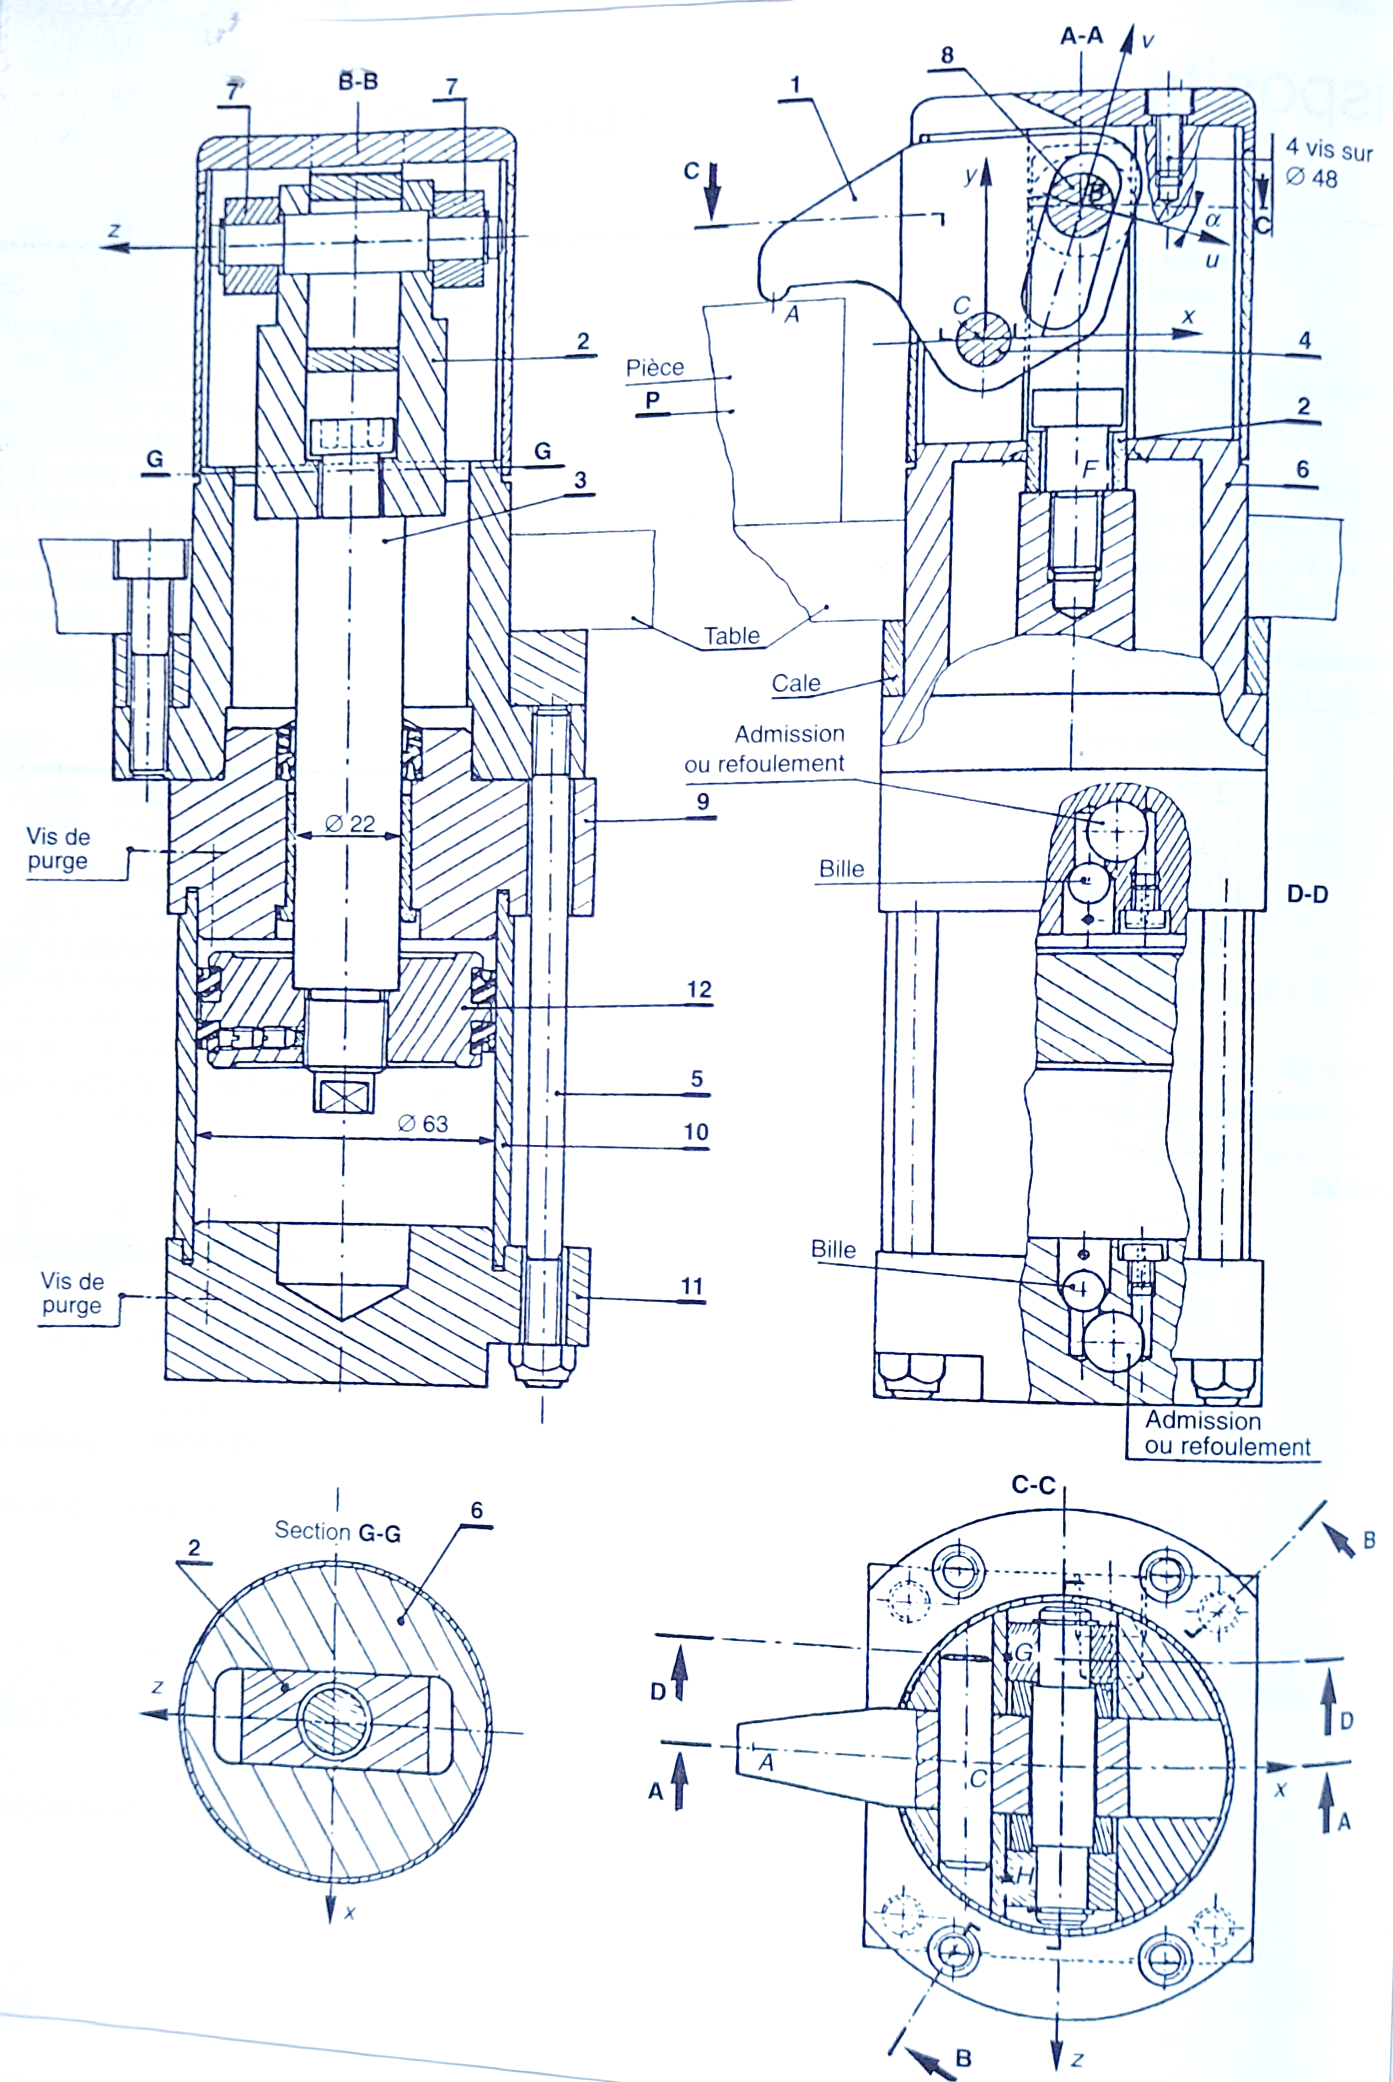 B-B
7'
7
z
2
G
G
3
Ø 22
Vis de
purge
9
12
5
Ø 63
10
Vis de
purge
11
A-A
v
8
1
4 vis sur
Ø 48
C
y
B
α
C
u
A
C
x
4
Pièce
P
2
F
6
Table
Cale
Admission
ou refoulement
Bille
D-D
Bille
Admission
ou refoulement
Section G-G
6
2
z
x
C-C
B
G
D
D
A
C
x
A
A
H
B
z